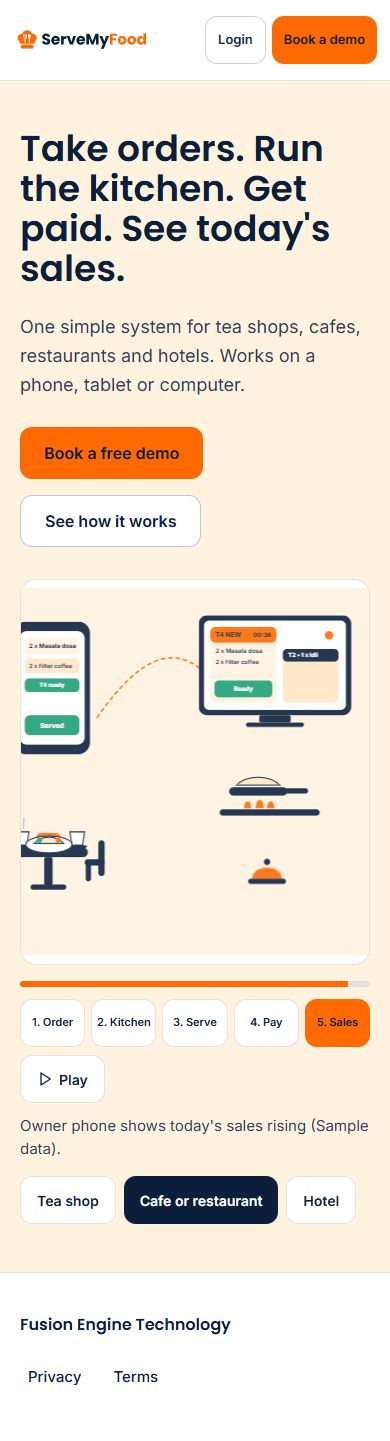 ServeMyFood
Login
Book a demo
Take orders. Run
the kitchen. Get
paid. See today's
sales.
One simple system for tea shops, cafes,
restaurants and hotels. Works on a
phone, tablet or computer.
Book a free demo
See how it works
2 x Masala dosa
2 x Filter coffee
T4 ready
Served
T4 NEW 00:38
2 x Masala dosa
2 x Filter coffee
Ready
T2 • 1 x Idli
1. Order
2. Kitchen
3. Serve
4. Pay
5. Sales
Play
Owner phone shows today's sales rising (Sample
data).
Tea shop
Cafe or restaurant
Hotel
Fusion Engine Technology
Privacy
Terms